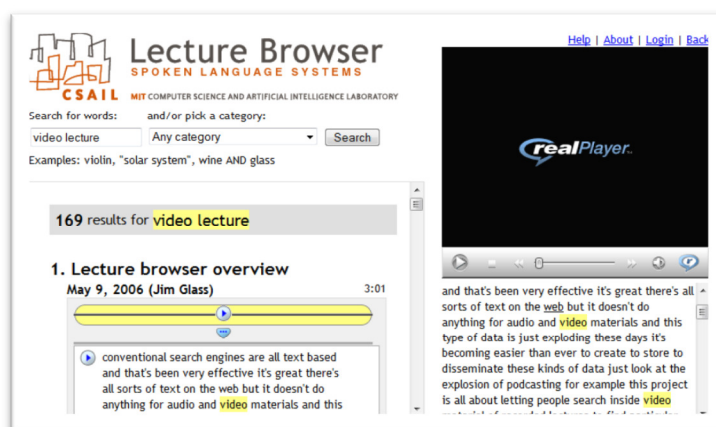 Lecture Browser
SPOKEN LANGUAGE SYSTEMS
CSAIL
MIT COMPUTER SCIENCE AND ARTIFICIAL INTELLIGENCE LABORATORY
Help | About | Login | Back
Search for words: and/or pick a category:
video lecture Any category Search
Examples: violin, "solar system", wine AND glass
169 results for video lecture
1. Lecture browser overview
May 9, 2006 (Jim Glass) 3:01
conventional search engines are all text based
and that's been very effective it's great there's
all sorts of text on the web but it doesn't do
anything for audio and video materials and this
realPlayer
and that's been very effective it's great there's all
sorts of text on the web but it doesn't do
anything for audio and video materials and this
type of data is just exploding these days it's
becoming easier than ever to create to store to
disseminate these kinds of data just look at the
explosion of podcasting for example this project
is all about letting people search inside video